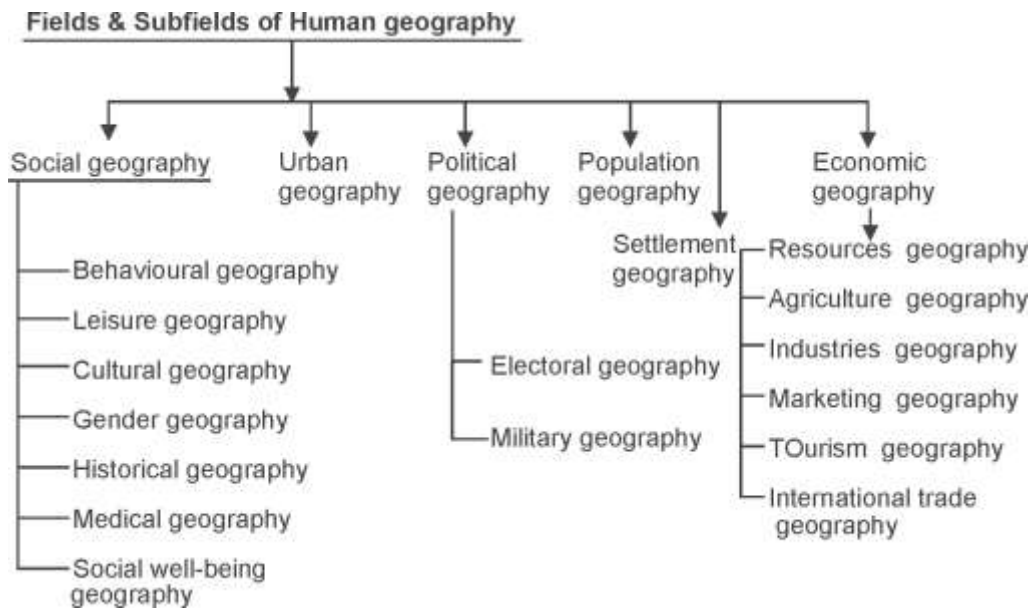 Fields & Subfields of Human geography
Social geography
Urban
geography
Political
geography
Population
geography
Settlement
geography
Economic
geography
Behavioural geography
Leisure geography
Cultural geography
Gender geography
Historical geography
Medical geography
Social well-being
geography
Electoral geography
Military geography
Resources geography
Agriculture geography
Industries geography
Marketing geography
TOurism geography
International trade
geography